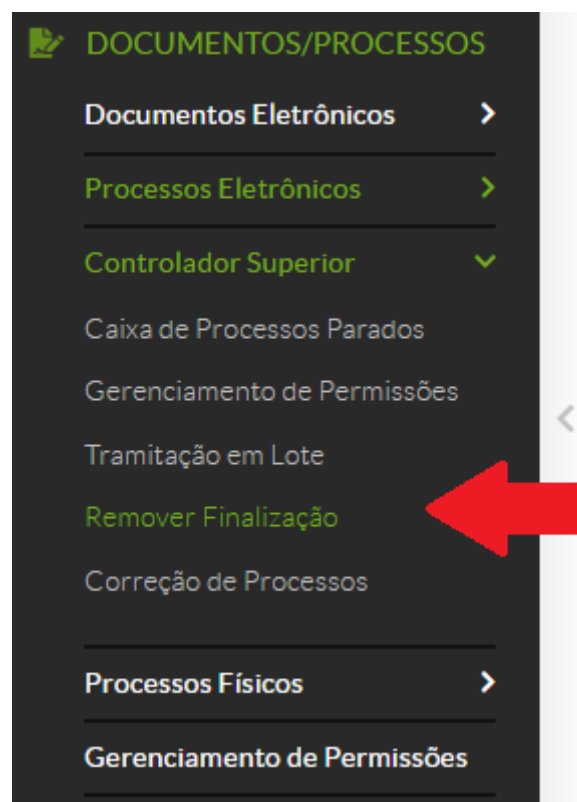 DOCUMENTOS/PROCESSOS
Documentos Eletrônicos
Processos Eletrônicos
Controlador Superior
Caixa de Processos Parados
Gerenciamento de Permissões
Tramitação em Lote
Remover Finalização
Correção de Processos
Processos Físicos
Gerenciamento de Permissões